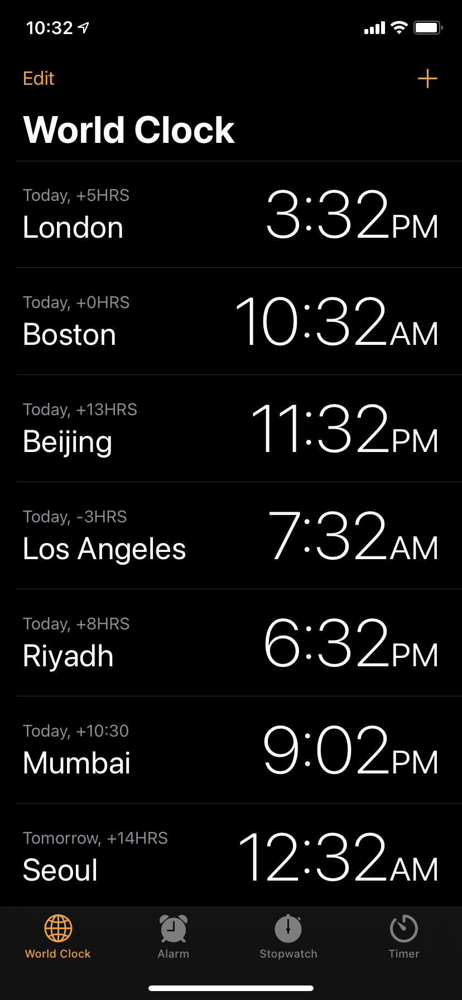 10:32
Edit
World Clock
Today, +5HRS
London 3:32PM
Today, +0HRS
Boston 10:32AM
Today, +13HRS
Beijing 11:32PM
Today, -3HRS
Los Angeles 7:32AM
Today, +8HRS
Riyadh 6:32PM
Today, +10:30
Mumbai 9:02PM
Tomorrow, +14HRS
Seoul 12:32AM
World Clock Alarm Stopwatch Timer